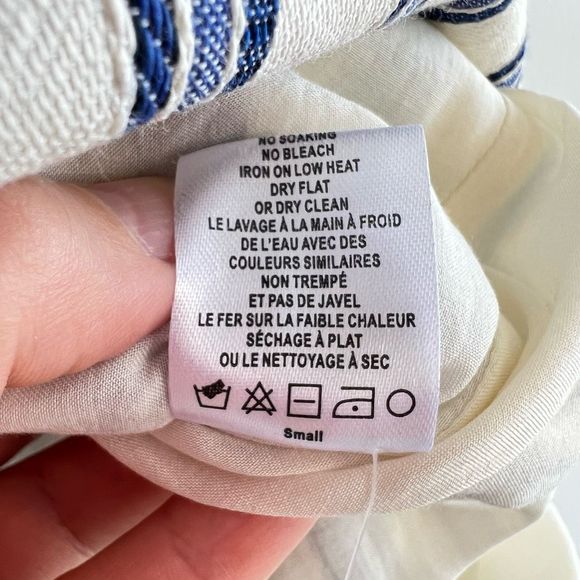 NO SOAKING
NO BLEACH
IRON ON LOW HEAT
DRY FLAT
OR DRY CLEAN
LE LAVAGE À LA MAIN À FROID
DE L'EAU AVEC DES
COULEURS SIMILAIRES
NON TREMPÉ
ET PAS DE JAVEL
LE FER SUR LA FAIBLE CHALEUR
SÉCHAGE À PLAT
OU LE NETTOYAGE À SEC
Small